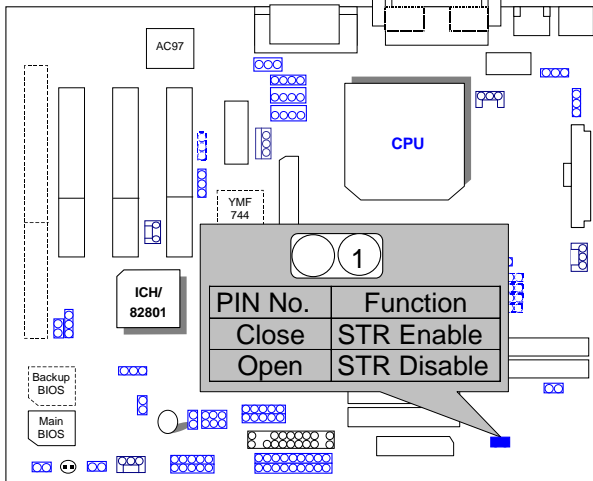 AC97
CPU
YMF
744
1
ICH/
82801
PIN No. Function
Close STR Enable
Open STR Disable
Backup
BIOS
Main
BIOS